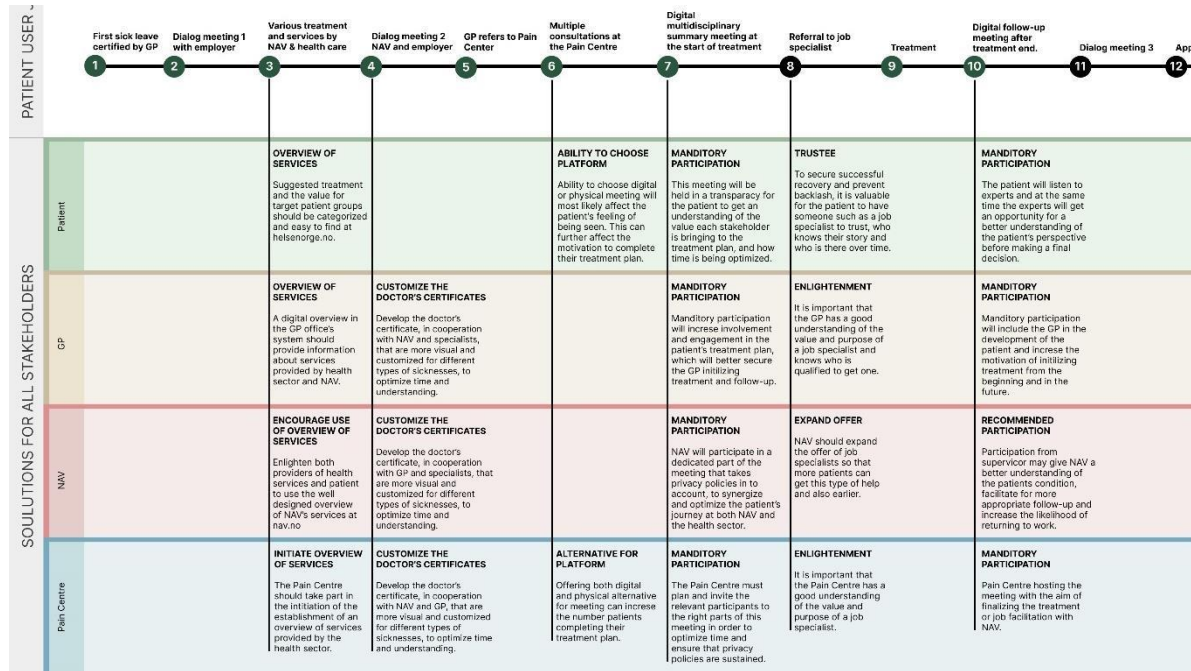 PATIENT USER J
First sick leave
certified by GP
Dialog meeting 1
with employer
Various treatment
and services by
NAV & health care
Dialog meeting 2
NAV and employer
GP refers to Pain
Center
Multiple
consultations at
the Pain Centre
Digital
multidisciplinary
summary meeting at
the start of treatment
Referral to job
specialist
Treatment
Digital follow-up
meeting after
treatment end.
Dialog meeting 3
App
1
2
3
4
5
6
7
8
9
10
11
12
SOULUTIONS FOR ALL STAKEHOLDERS
Patient
OVERVIEW OF
SERVICES
Suggested treatment
and the value for
target patient groups
should be categorized
and easy to find at
helsenorge.no.
ABILITY TO CHOOSE
PLATFORM
Ability to choose digital
or physical meeting will
most likely affect the
patient's feeling of
being seen. This can
further affect the
motivation to complete
their treatment plan.
MANDITORY
PARTICIPATION
This meeting will be
held in a transparency for
the patient to get an
understanding of the
value each stakeholder
is bringing to the
treatment plan, and how
time is being optimized.
TRUSTEE
To secure successful
recovery and prevent
backlash, it is valuable
for the patient to have
someone such as a job
specialist to trust, who
knows their story and
who is there over time.
MANDITORY
PARTICIPATION
The patient will listen to
experts and at the same
time the experts will get
an opportunity for a
better understanding of
the patient's perspective
before making a final
decision.
GP
OVERVIEW OF
SERVICES
A digital overview in
the GP office's
system should
provide information
about services
provided by health
sector and NAV.
CUSTOMIZE THE
DOCTOR'S CERTIFICATES
Develop the doctor's
certificate, in cooperation
with NAV and specialists,
that are more visual and
customized for different
types of sicknesses, to
optimize time and
understanding.
MANDITORY
PARTICIPATION
Manditory participation
will increse involvement
and engagement in the
patient's treatment plan,
which will better secure
the GP initilizing
treatment and follow-up.
ENLIGHTENMENT
It is important that
the GP has a good
understanding of the
value and purpose of
a job specialist and
knows who is
qualified to get one.
MANDITORY
PARTICIPATION
Manditory participation
will include the GP in the
development of the
patient and increse the
motivation of initilizing
treatment from the
beginning and in the
future.
NAV
ENCOURAGE USE
OF OVERVIEW OF
SERVICES
Enlighten both
providers of health
services and patient
to use the well
designed overview
of NAV's services at
nav.no
CUSTOMIZE THE
DOCTOR'S CERTIFICATES
Develop the doctor's
certificate, in cooperation
with GP and specialists, that
are more visual and
customized for different
types of sicknesses, to
optimize time and
understanding.
MANDITORY
PARTICIPATION
NAV will participate in a
dedicated part of the
meeting that takes
privacy policies in to
account, to synergize
and optimize the patient's
journey at both NAV and
the health sector.
EXPAND OFFER
NAV should expand
the offer of job
specialists so that
more patients can
get this type of help
and also earlier.
RECOMMENDED
PARTICIPATION
Participation from
supervisor may give NAV a
better understanding of
the patients condition,
facilitate for more
appropriate follow-up and
increase the likelihood of
returning to work.
Pain Centre
INITIATE OVERVIEW
OF SERVICES
The Pain Centre
should take part in
the intitiation of the
establishment of an
overview of services
provided by the
health sector.
CUSTOMIZE THE
DOCTOR'S CERTIFICATES
Develop the doctor's
certificate, in cooperation
with NAV and GP, that are
more visual and customized
for different types of
sicknesses, to optimize time
and understanding.
ALTERNATIVE FOR
PLATFORM
Offering both digital
and physical alternative
for meeting can increse
the number patients
completing their
treatment plan.
MANDITORY
PARTICIPATION
The Pain Centre must
plan and invite the
relevant participants to
the right parts of this
meeting in order to
optimize time and
ensure that privacy
policies are sustained.
ENLIGHTENMENT
It is important that
the Pain Centre has a
good understanding
of the value and
purpose of a job
specialist.
MANDITORY
PARTICIPATION
Pain Centre hosting the
meeting with the aim of
finalizing the treatment
or job facilitation with
NAV.